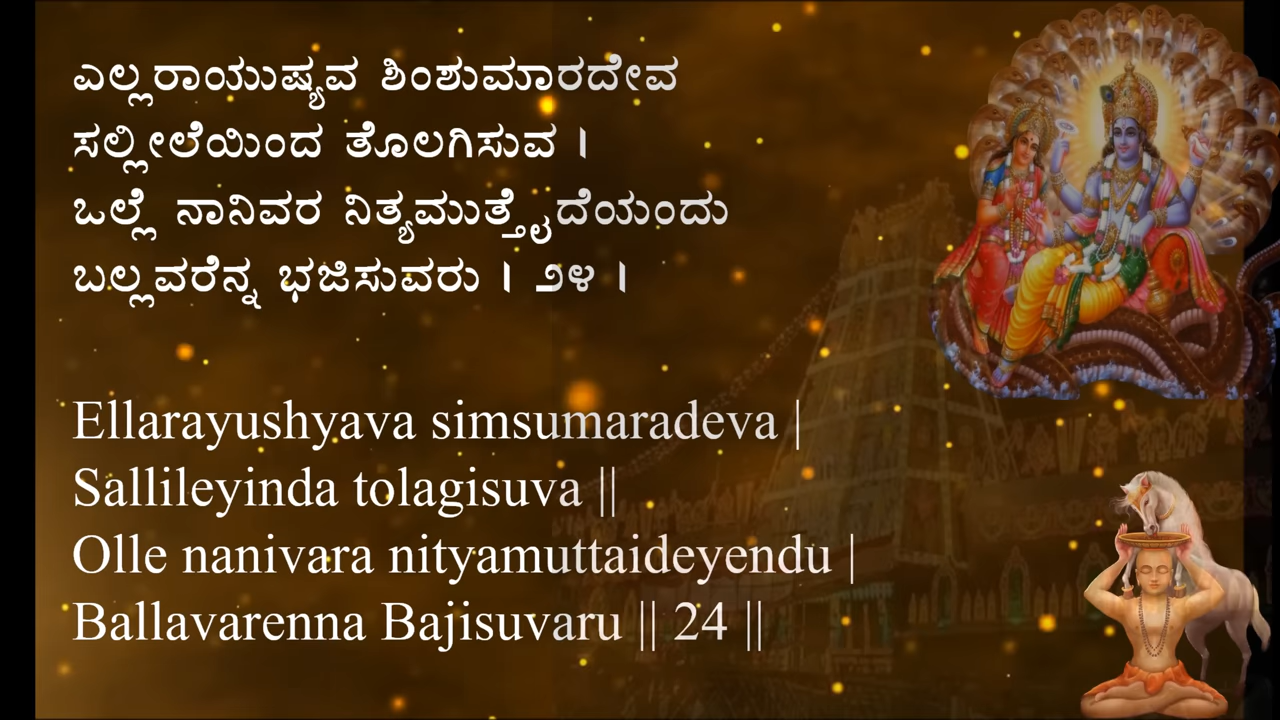 ಎಲ್ಲರಾಯುಷ್ಯವ ಶಿಂಶುಮಾರದೇವ
ಸಲ್ಲೀಲೆಯಿಂದ ತೊಲಗಿಸುವ ।
ಒಲ್ಲೆ ನಾನಿವರ ನಿತ್ಯಮುತ್ತೈದೆಯಂದು
ಬಲ್ಲವರೆನ್ನ ಭಜಿಸುವರು । ೨೪ ।
Ellarayushyava simsumaradeva |
Sallileyinda tolagisuva ||
Olle nanivara nityamuttaideyendu |
Ballavarenna Bajisuvaru || 24 ||